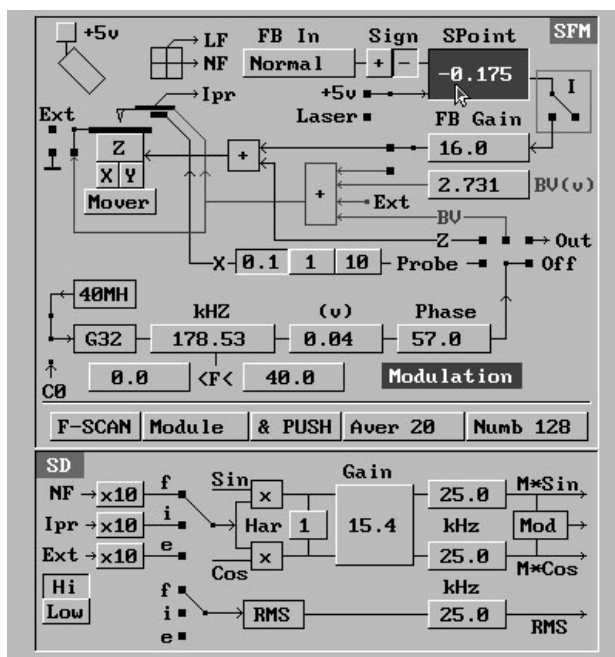 +5v LF FB In Sign SPoint SFM
NF Normal + - -0.175
Ipr +5v I
Ext Laser FB Gain
Z + 16.0
X Y + 2.731 BV(v)
Mover Ext
BV
Z Out
X 0.1 1 10 Probe Off
40MH
kHZ (v) Phase
G32 178.53 0.04 57.0
0.0 <F< 40.0 Modulation
C0
F-SCAN Module & PUSH Aver 20 Numb 128
SD
NF x10 f Sin x Gain 25.0 M*Sin
Ipr x10 i Har 1 15.4 kHz Mod
Ext x10 e Cos x 25.0 M*Cos
Hi f kHz
Low i RMS 25.0 RMS
e